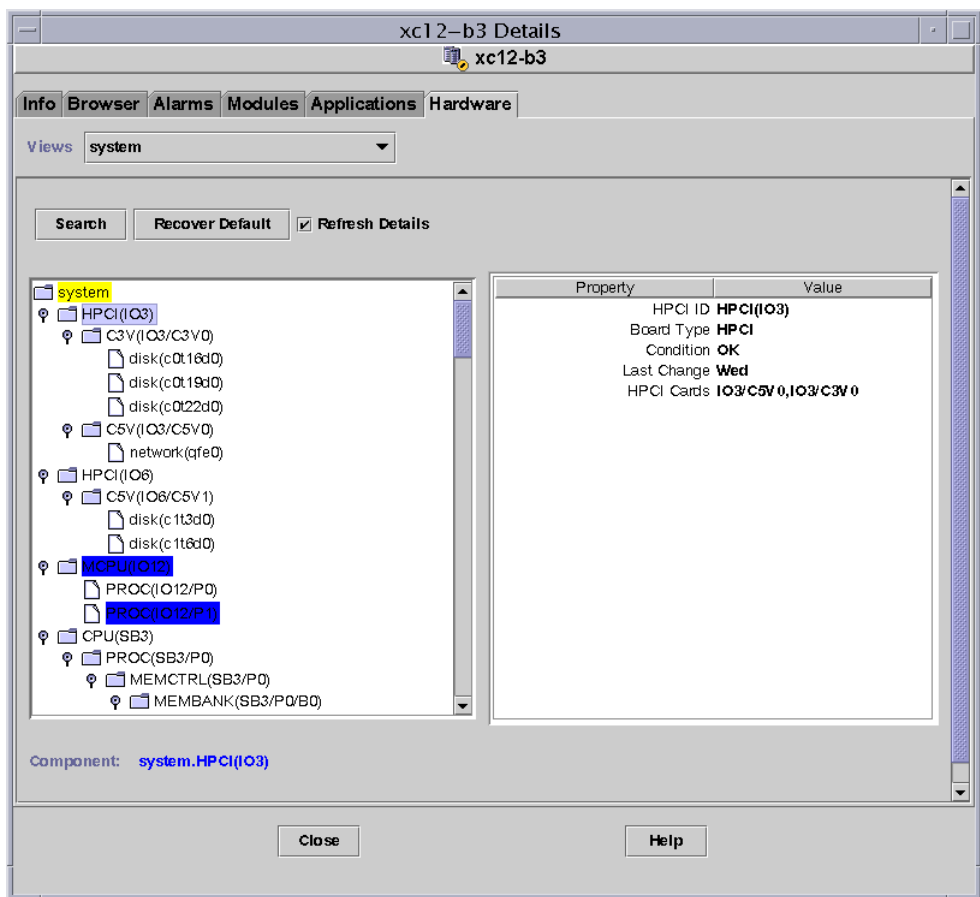 xc12-b3 Details
xc12-b3
Info Browser Alarms Modules Applications Hardware
Views system
Search Recover Default Refresh Details
system
HPCI(IO3)
C3V(IO3/C3V0)
disk(c0t16d0)
disk(c0t19d0)
disk(c0t22d0)
C5V(IO3/C5V0)
network(qfe0)
HPCI(IO6)
C5V(IO6/C5V1)
disk(c1t3d0)
disk(c1t6d0)
MCPU(IO12)
PROC(IO12/P0)
PROC(IO12/P1)
CPU(SB3)
PROC(SB3/P0)
MEMCTRL(SB3/P0)
MEMBANK(SB3/P0/B0)
Property Value
HPCI ID HPCI(IO3)
Board Type HPCI
Condition OK
Last Change Wed
HPCI Cards IO3/C5V0,IO3/C3V0
Component: system.HPCI(IO3)
Close Help